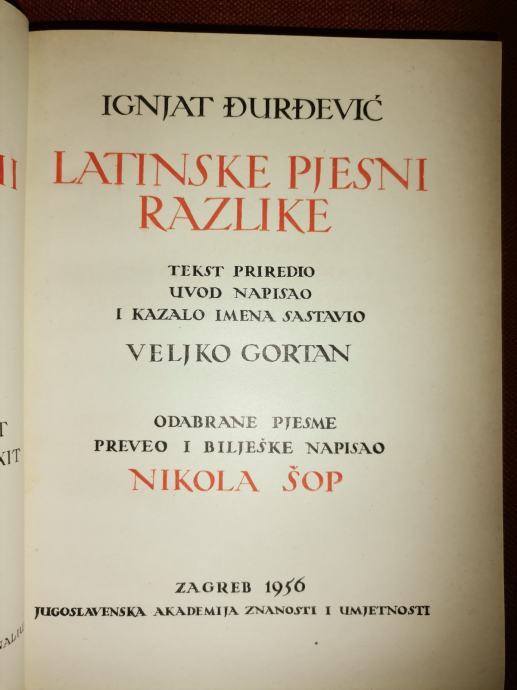 IGNJAT ĐURĐEVIĆ
LATINSKE PJESNI
RAZLIKE
TEKST PRIREDIO
UVOD NAPISAO
I KAZALO IMENA SASTAVIO
VELJKO GORTAN
ODABRANE PJESME
PREVEO I BILJEŠKE NAPISAO
NIKOLA ŠOP
ZAGREB 1956
JUGOSLAVENSKA AKADEMIJA ZNANOSTI I UMJETNOSTI